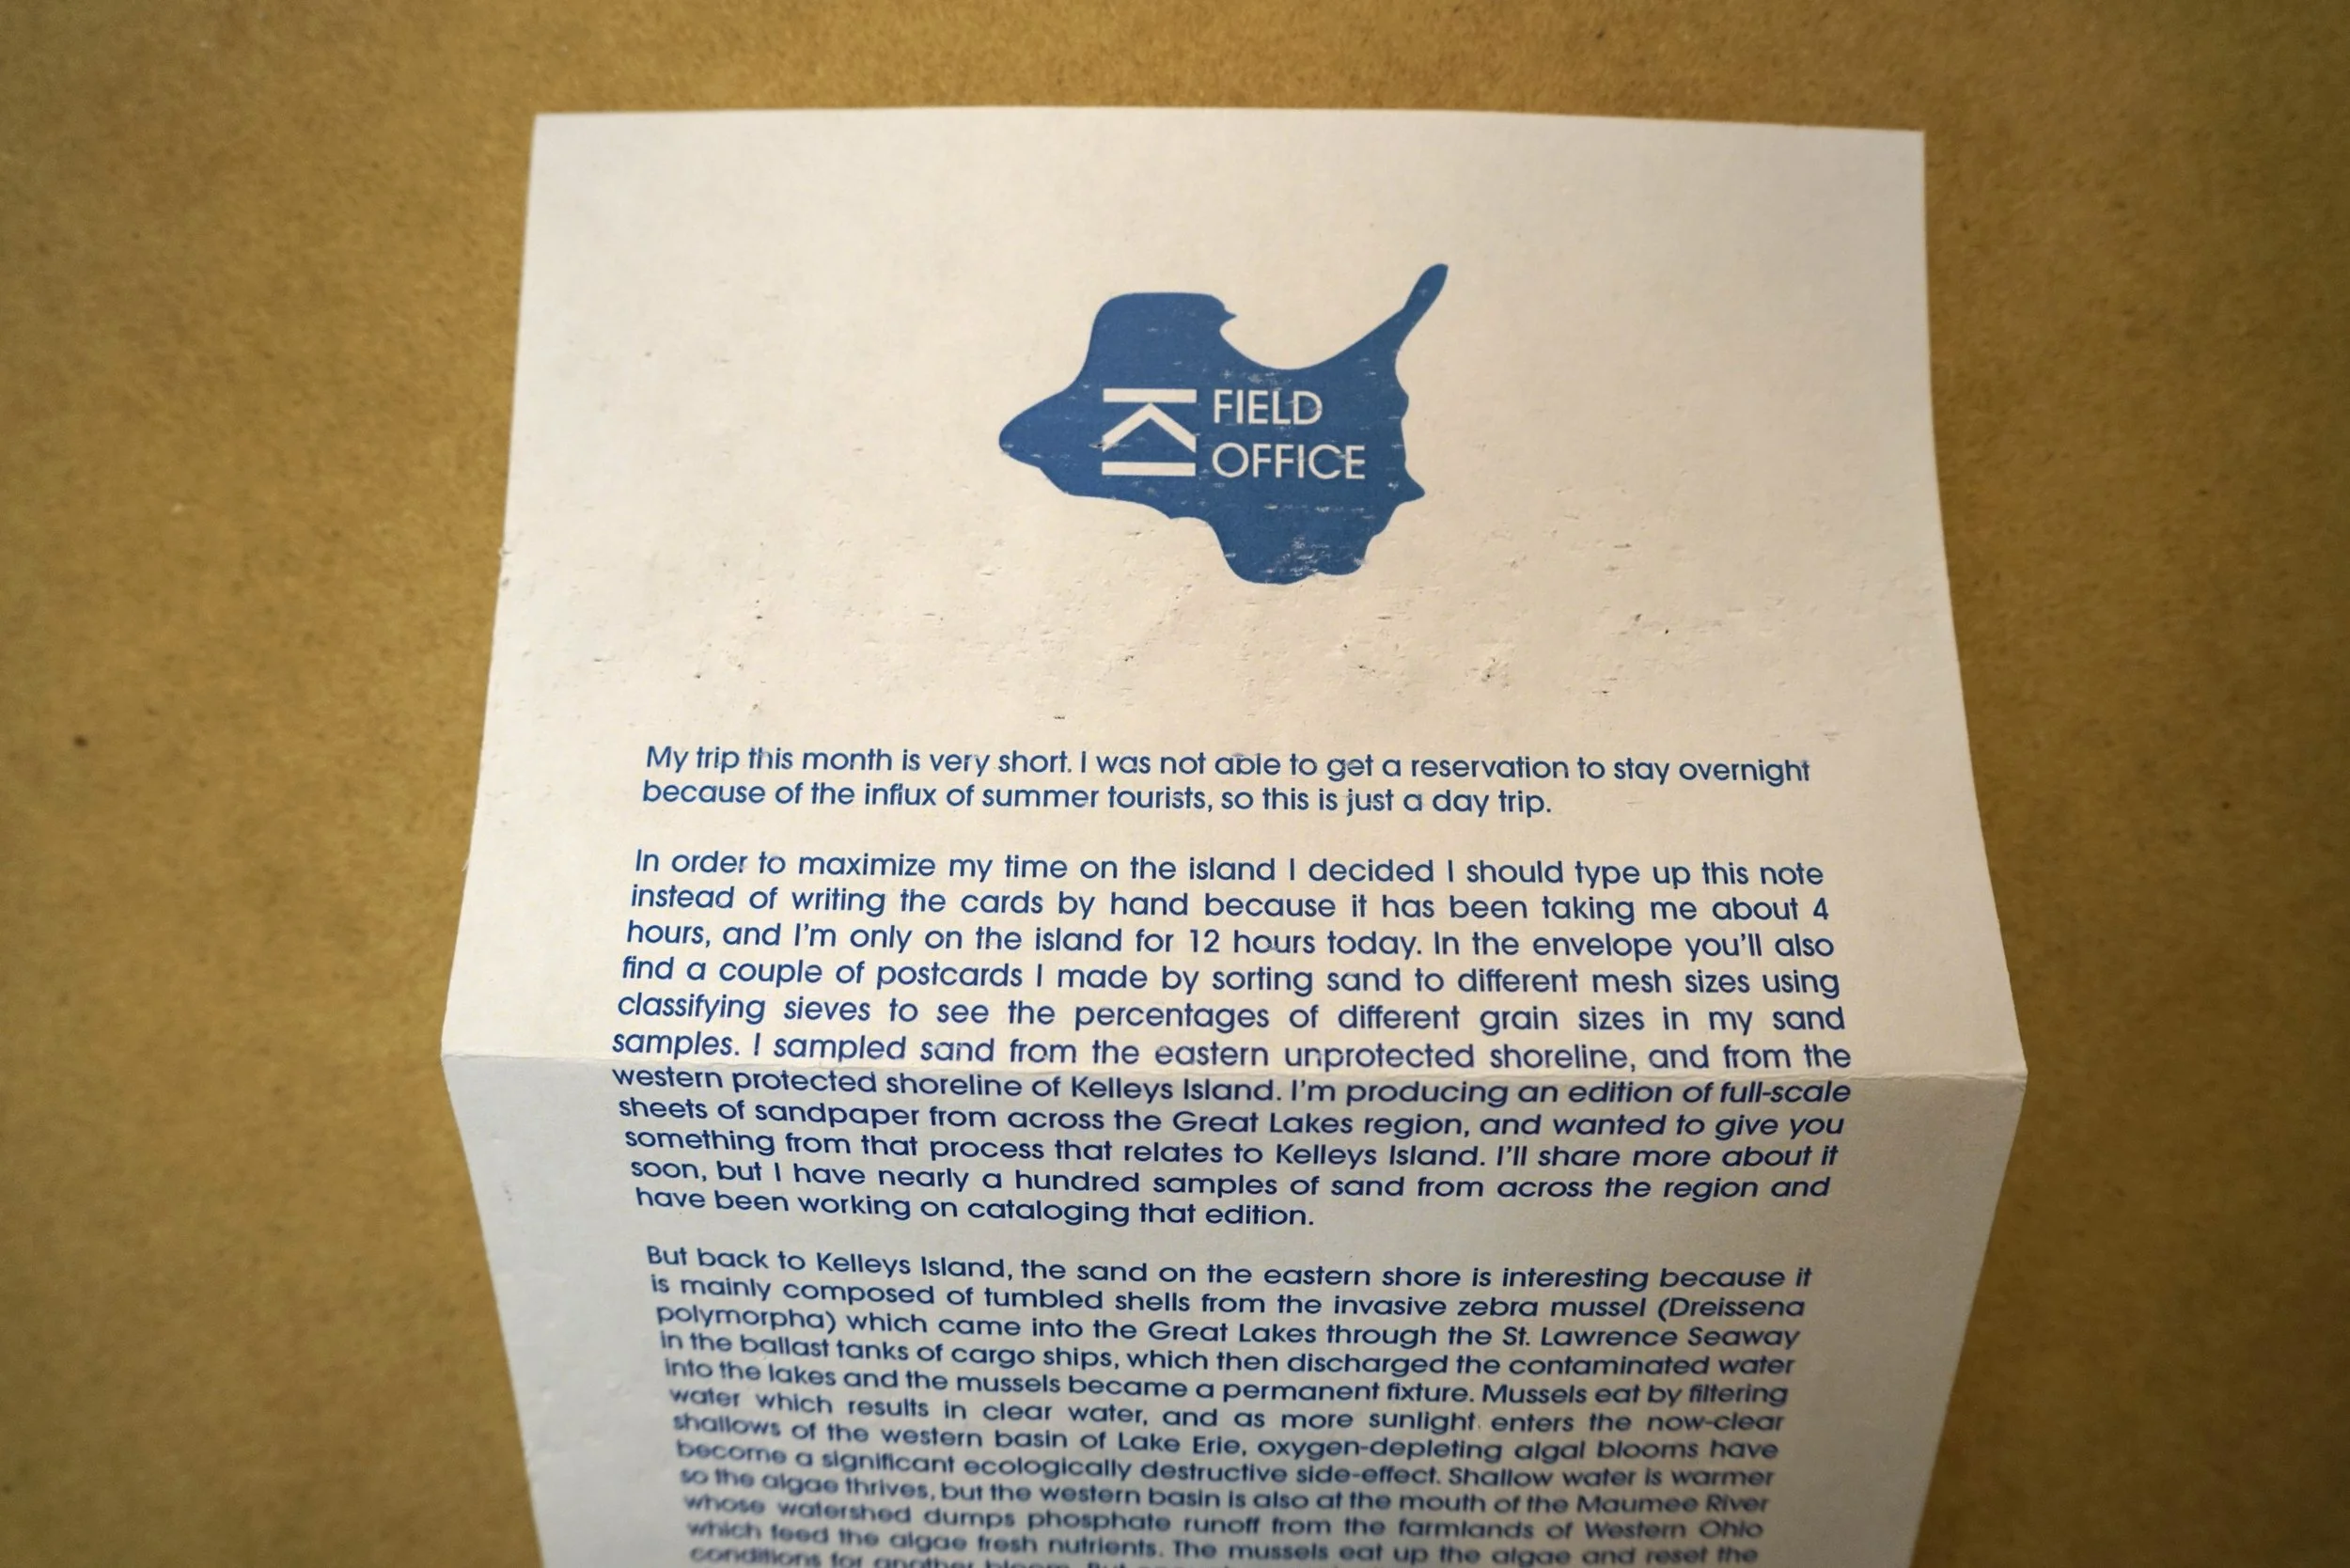 KI
FIELD
OFFICE
My trip this month is very short. I was not able to get a reservation to stay overnight
because of the influx of summer tourists, so this is just a day trip.
In order to maximize my time on the island I decided I should type up this note
instead of writing the cards by hand because it has been taking me about 4
hours, and I'm only on the island for 12 hours today. In the envelope you'll also
find a couple of postcards I made by sorting sand to different mesh sizes using
classifying sieves to see the percentages of different grain sizes in my sand
samples. I sampled sand from the eastern unprotected shoreline, and from the
western protected shoreline of Kelleys Island. I'm producing an edition of full-scale
sheets of sandpaper from across the Great Lakes region, and wanted to give you
something from that process that relates to Kelleys Island. I'll share more about it
soon, but I have nearly a hundred samples of sand from across the region and
have been working on cataloging that edition.
But back to Kelleys Island, the sand on the eastern shore is interesting because it
is mainly composed of tumbled shells from the invasive zebra mussel (Dreissena
polymorpha) which came into the Great Lakes through the St. Lawrence Seaway
in the ballast tanks of cargo ships, which then discharged the contaminated water
into the lakes and the mussels became a permanent fixture. Mussels eat by filtering
water which results in clear water, and as more sunlight enters the now-clear
shallows of the western basin of Lake Erie, oxygen-depleting algal blooms have
become a significant ecologically destructive side-effect. Shallow water is warmer
so the algae thrives, but the western basin is also at the mouth of the Maumee River
whose watershed dumps phosphate runoff from the farmlands of Western Ohio
which feed the algae fresh nutrients. The mussels eat up the algae and reset the
conditions for another bloom. But